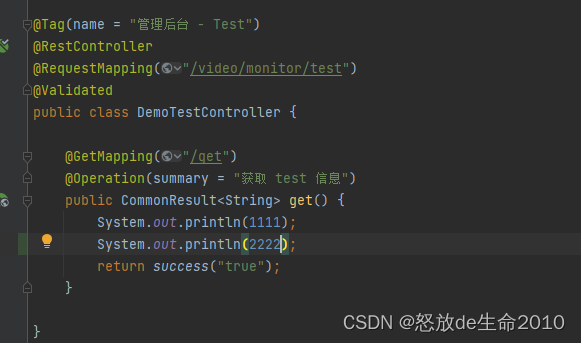 @Tag(name = "管理后台 - Test")
@RestController
@RequestMapping("/video/monitor/test")
@Validated
public class DemoTestController {
@GetMapping("/get")
@Operation(summary = "获取 test 信息")
public CommonResult<String> get() {
System.out.println(1111);
System.out.println(2222);
return success("true");
}
}
CSDN @怒放de生命2010